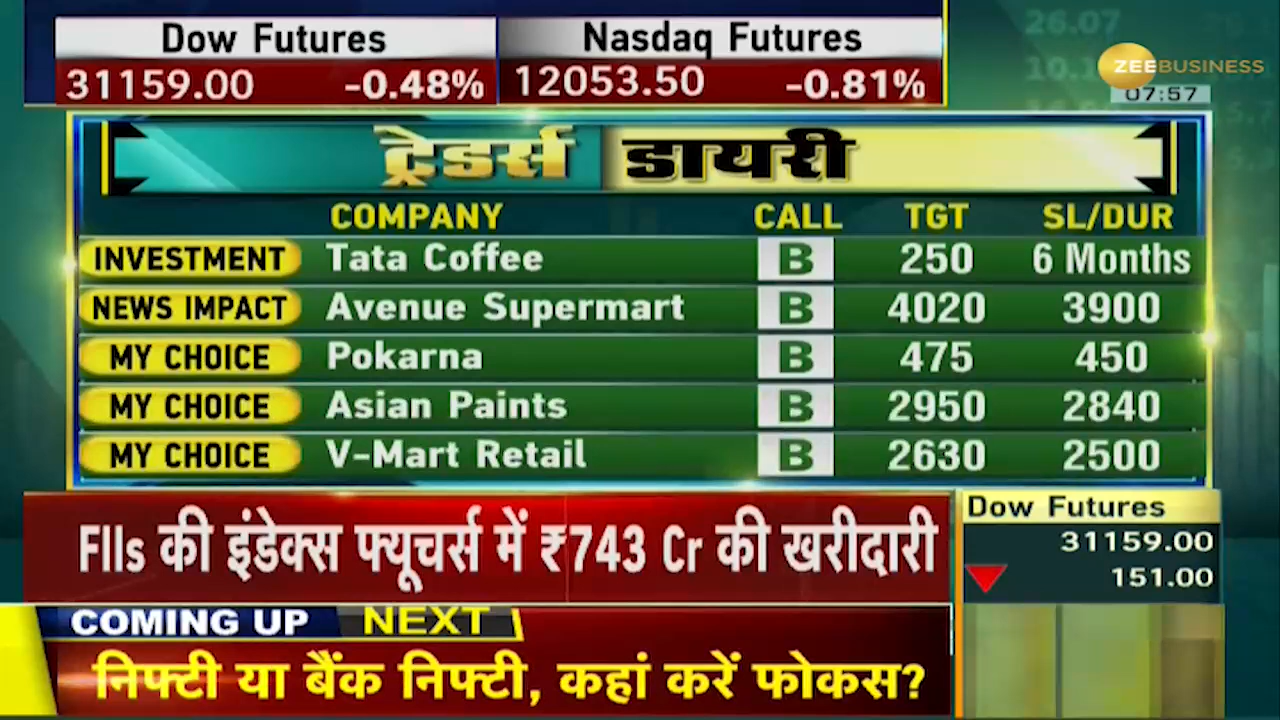 Dow Futures Nasdaq Futures
31159.00 -0.48% 12053.50 -0.81%
ZEEBUSINESS
07:57
ट्रेडर्स डायरी
COMPANY CALL TGT SL/DUR
INVESTMENT Tata Coffee B 250 6 Months
NEWS IMPACT Avenue Supermart B 4020 3900
MY CHOICE Pokarna B 475 450
MY CHOICE Asian Paints B 2950 2840
MY CHOICE V-Mart Retail B 2630 2500
FIIs की इंडेक्स फ्यूचर्स में ₹743 Cr की खरीदारी
Dow Futures
31159.00
151.00
COMING UP NEXT
निफ्टी या बैंक निफ्टी, कहां करें फोकस?